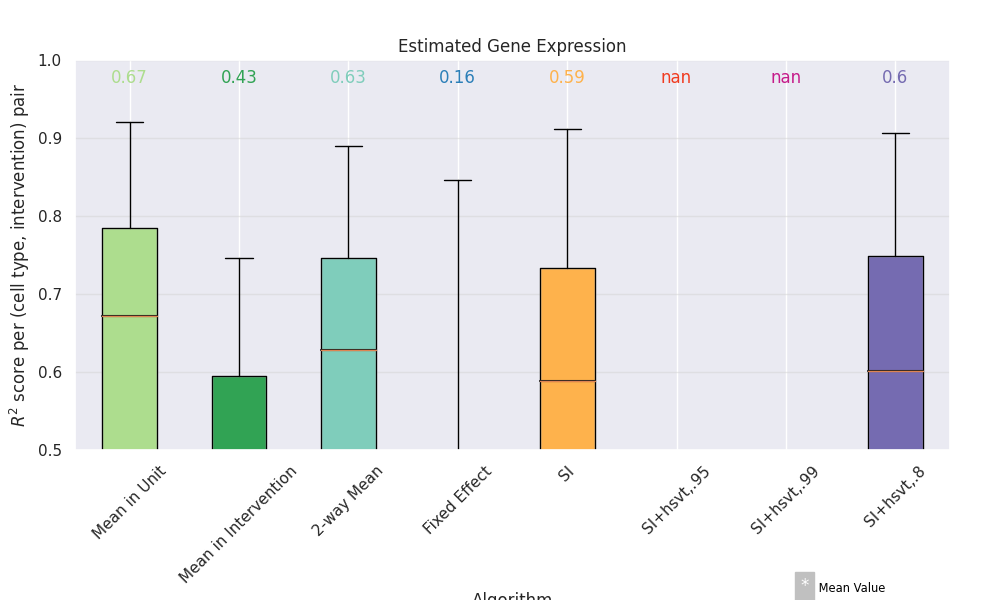 Estimated Gene Expression
R² score per (cell type, intervention) pair
1.0
0.9
0.8
0.7
0.6
0.5
0.67 0.43 0.63 0.16 0.59 nan nan 0.6
Mean in Unit
Mean in Intervention
2-way Mean
Fixed Effect
SI
SI+hsvt,.95
SI+hsvt,.99
SI+hsvt,.8
Algorithm
* Mean Value